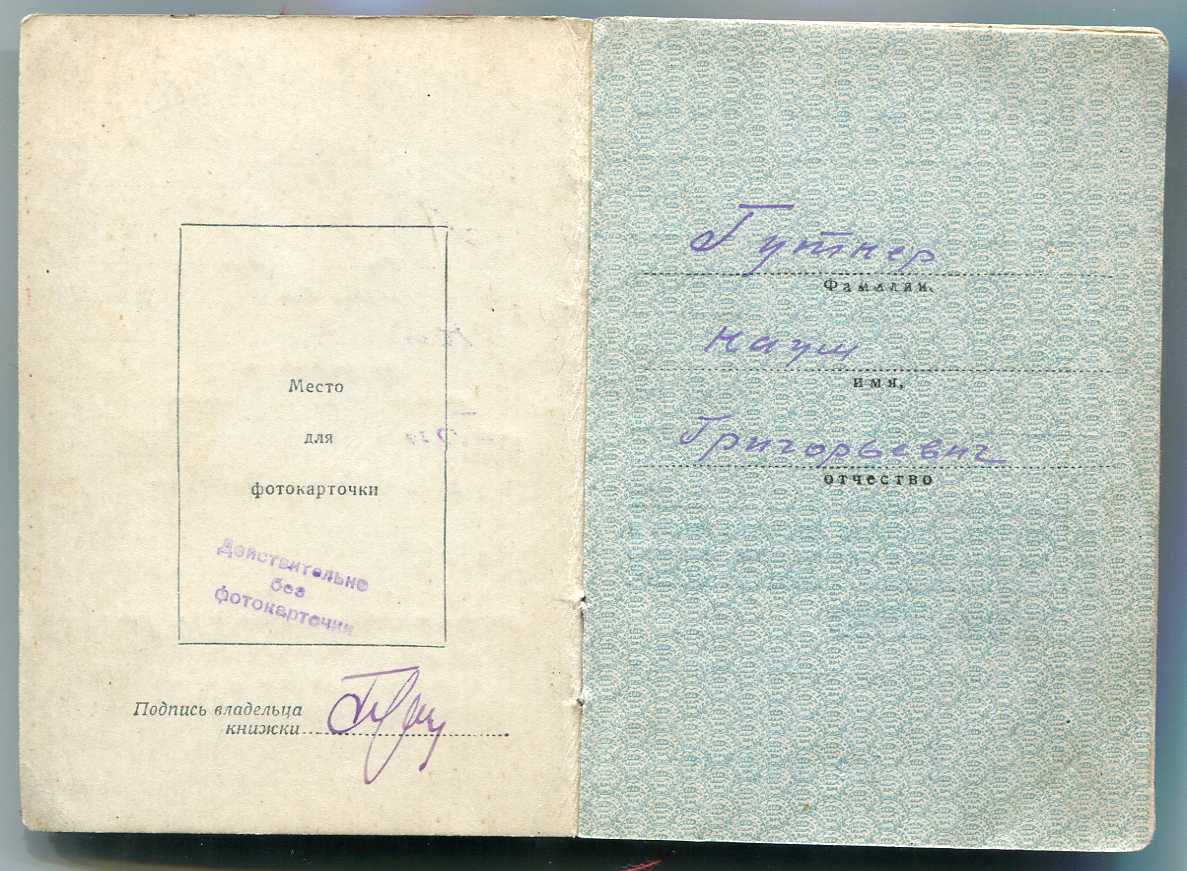 Место
для
фотокарточки
Действительно
без
фотокарточки
Подпись владельца
книжки
Гутнер
Фамилия,
Наум
имя,
Григорьевич
отчество